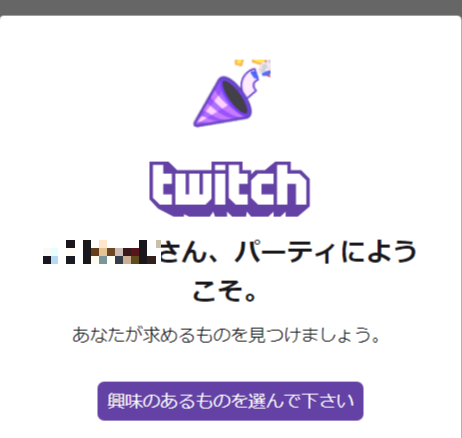 twitch
さん、パーティによう
こそ。
あなたが求めるものを見つけましょう。
興味のあるものを選んで下さい